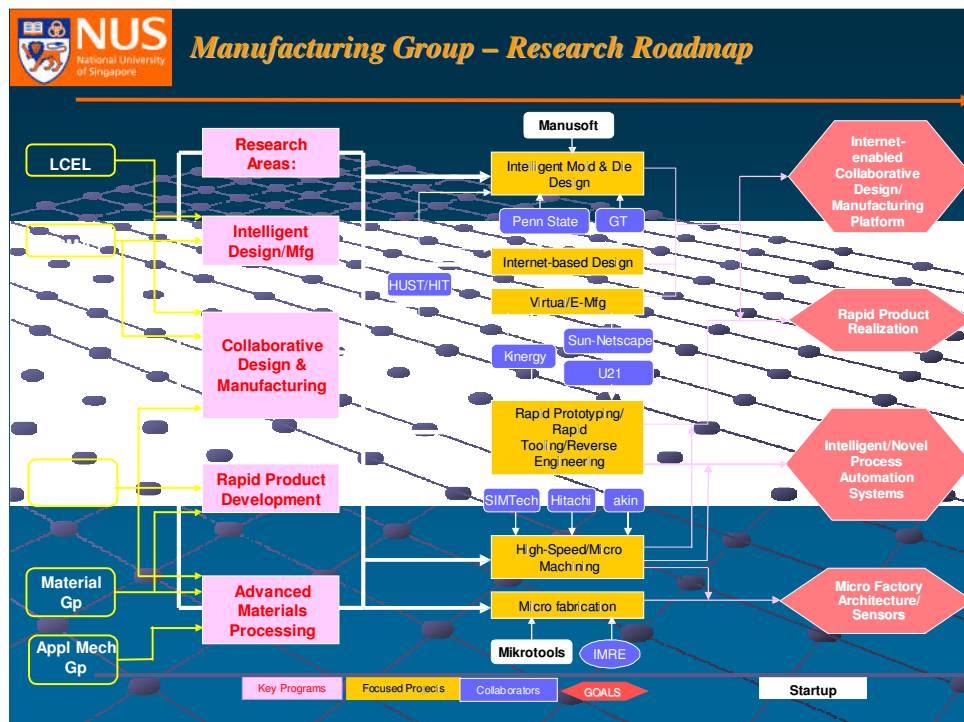 NUS
National University
of Singapore
Manufacturing Group – Research Roadmap
LCEL
Material
Gp
Appl Mech
Gp
Research
Areas:
Intelligent
Design/Mfg
Collaborative
Design &
Manufacturing
Rapid Product
Development
Advanced
Materials
Processing
Manusoft
Intelligent Mold & Die
Design
Penn State
GT
Internet-based Design
HUST/HIT
Virtua/E-Mfg
Sun-Netscape
Knergy
U21
Rapid Prototyping/
Rapid
Tooling/Reverse
Engineering
SIMTech
Hitachi
akin
High-Speed/Micro
Machining
Micro fabrication
Mikrotools
IMRE
Internet-
enabled
Collaborative
Design/
Manufacturing
Platform
Rapid Product
Realization
Intelligent/Novel
Process
Automation
Systems
Micro Factory
Architecture/
Sensors
Key Programs
Focused Projects
Collaborators
GOALS
Startup